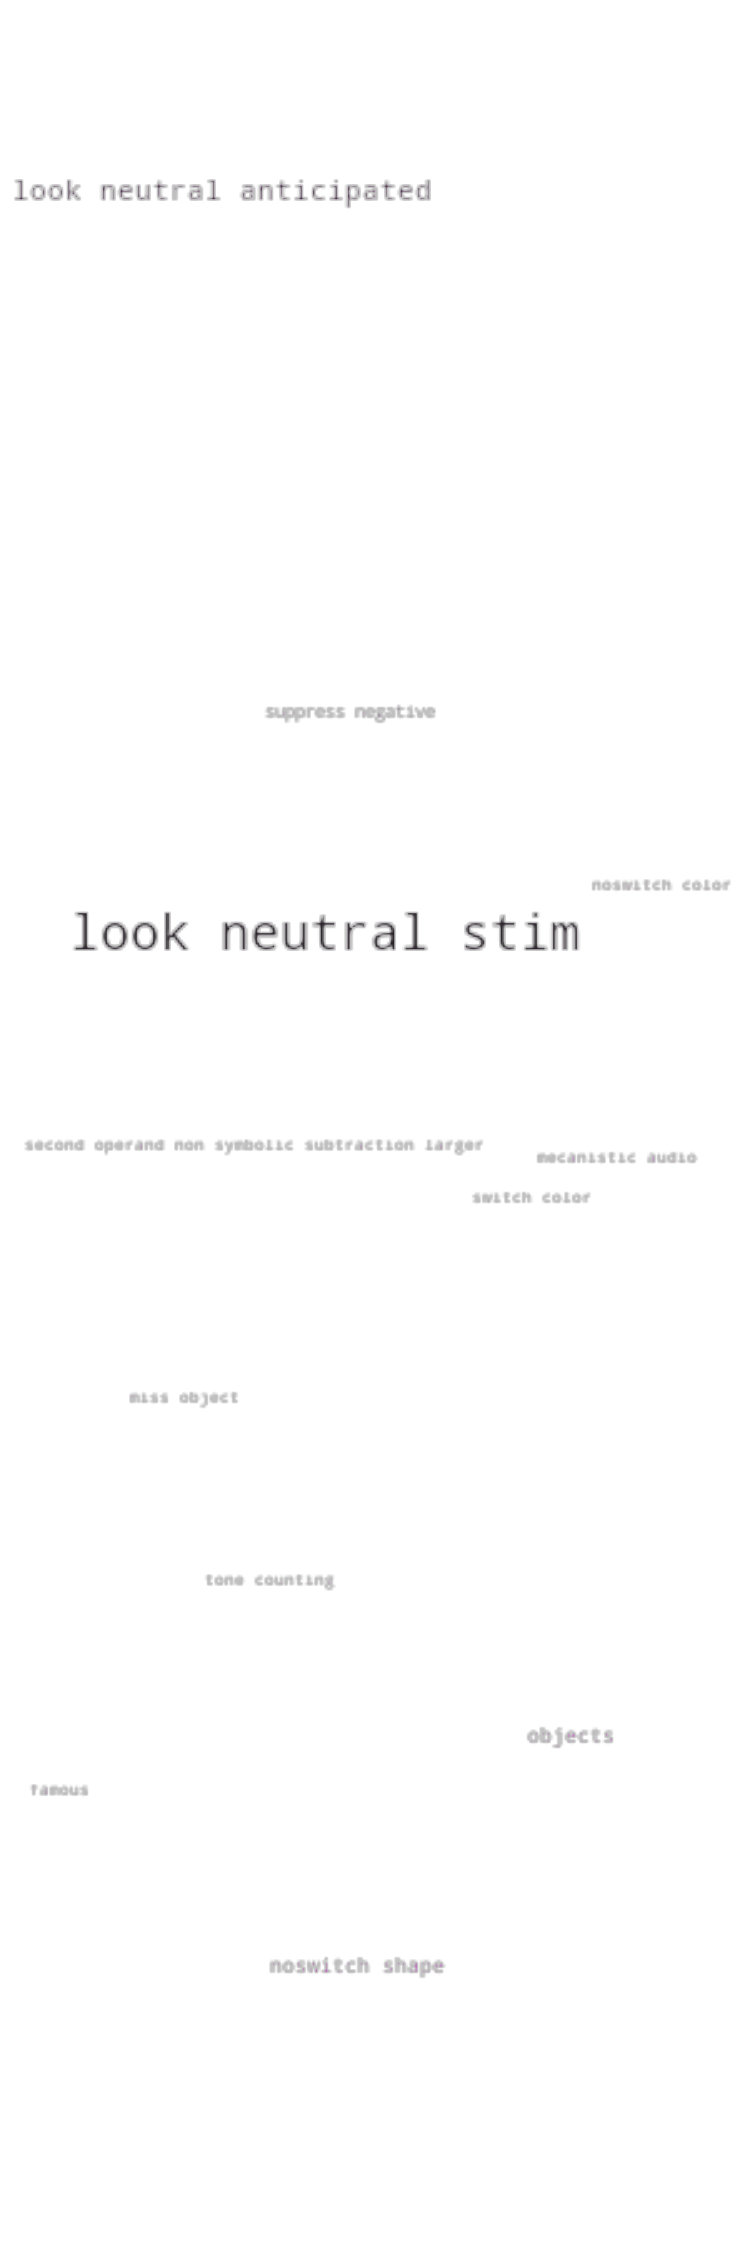 look neutral anticipated
suppress negative
noswitch color
look neutral stim
second operand non symbolic subtraction larger
mecanistic audio
switch color
miss object
tone counting
objects
famous
noswitch shape